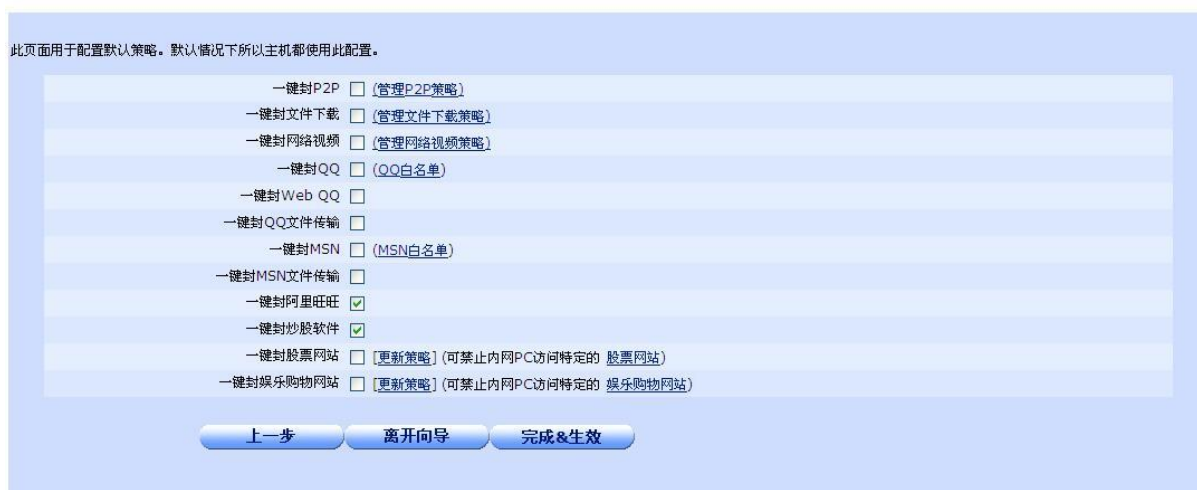 此页面用于配置默认策略。默认情况下所以主机都使用此配置。
一键封P2P (管理P2P策略)
一键封文件下载 (管理文件下载策略)
一键封网络视频 (管理网络视频策略)
一键封QQ (QQ白名单)
一键封Web QQ
一键封QQ文件传输
一键封MSN (MSN白名单)
一键封MSN文件传输
一键封阿里旺旺
一键封炒股软件
一键封股票网站 [更新策略] (可禁止内网PC访问特定的 股票网站)
一键封娱乐购物网站 [更新策略] (可禁止内网PC访问特定的 娱乐购物网站)
上一步 离开向导 完成&生效